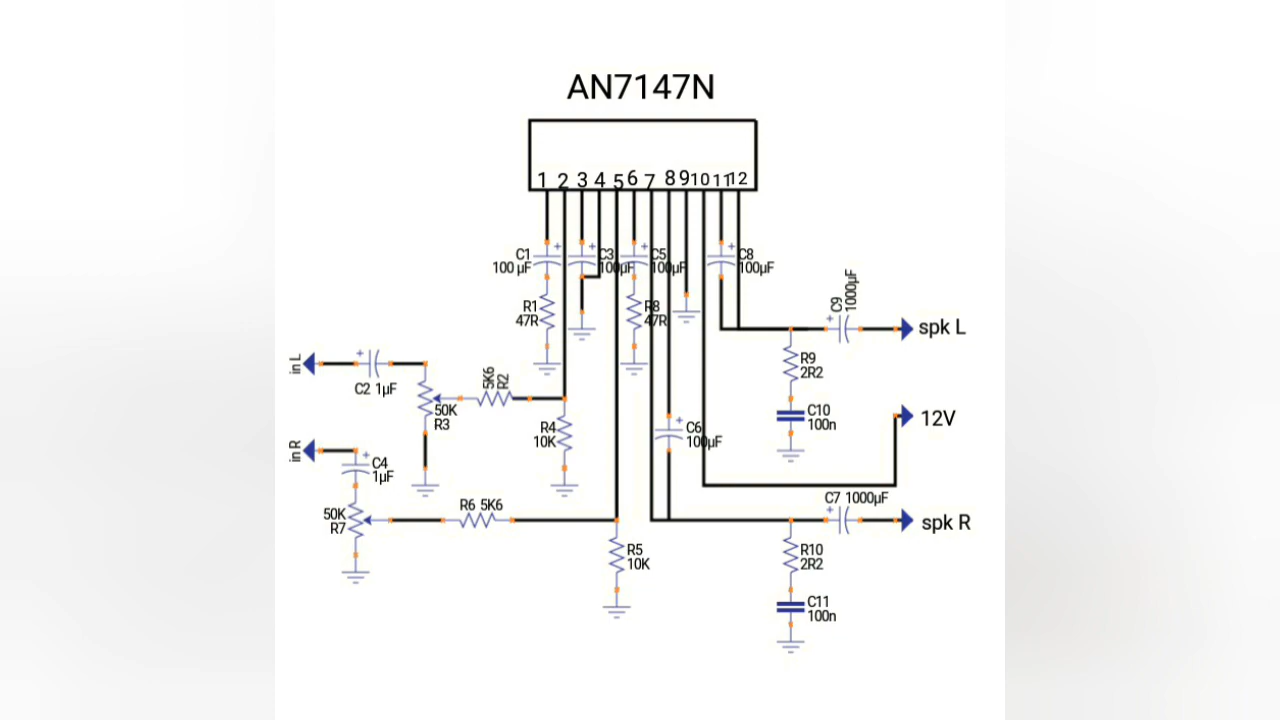 AN7147N
1 2 3 4 5 6 7 8 9 10 11 12
C1
100 µF
C3
100µF
C5
100µF
C8
100µF
R1
47R
R8
47R
C9
1000µF
spk L
in L
C2 1µF
5K6
R2
50K
R3
R4
10K
R9
2R2
C10
100n
12V
C6
100µF
in R
C4
1µF
50K
R7
R6 5K6
C7 1000µF
spk R
R5
10K
R10
2R2
C11
100n